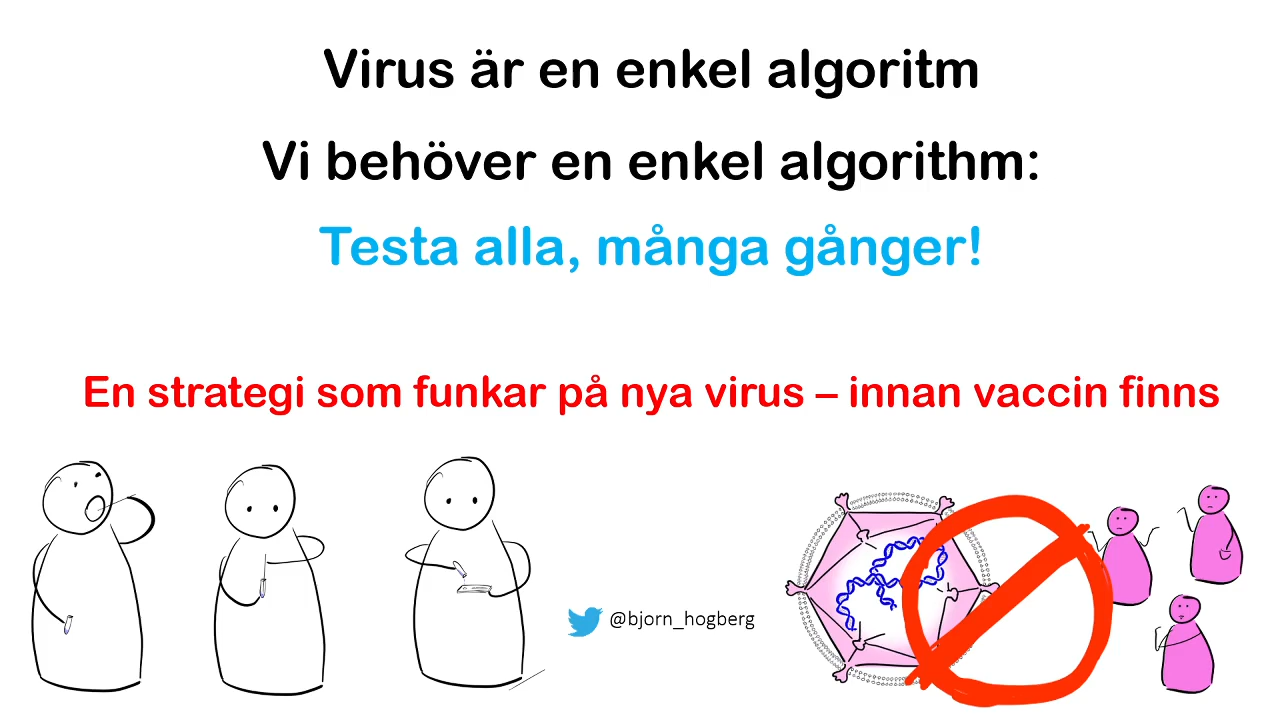 Virus är en enkel algoritm
Vi behöver en enkel algorithm:
Testa alla, många gånger!
En strategi som funkar på nya virus – innan vaccin finns
@bjorn_hogberg